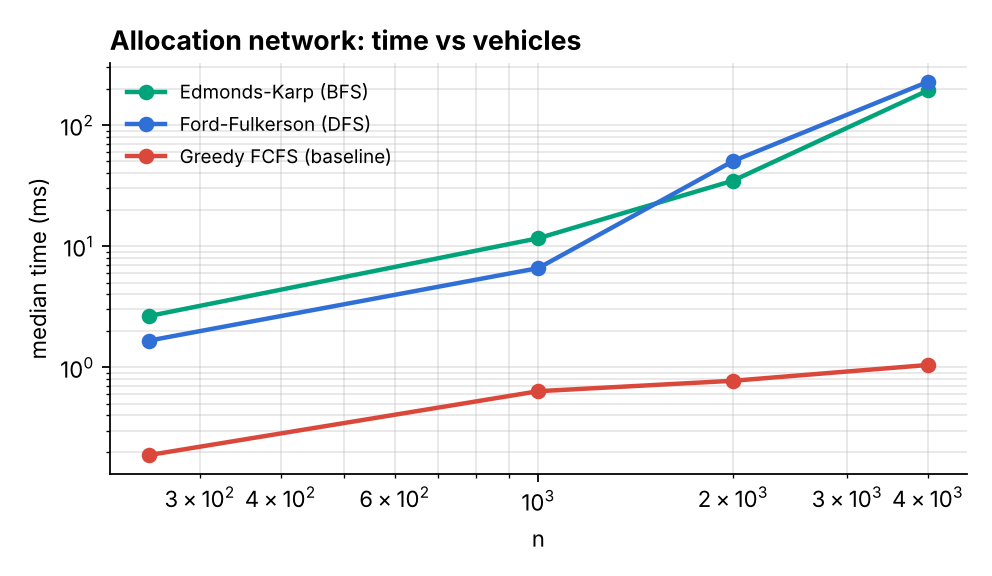 Allocation network: time vs vehicles
Edmonds-Karp (BFS)
Ford-Fulkerson (DFS)
Greedy FCFS (baseline)
median time (ms)
10²
10¹
10⁰
3 × 10² 4 × 10² 6 × 10² 10³ 2 × 10³ 3 × 10³ 4 × 10³
n